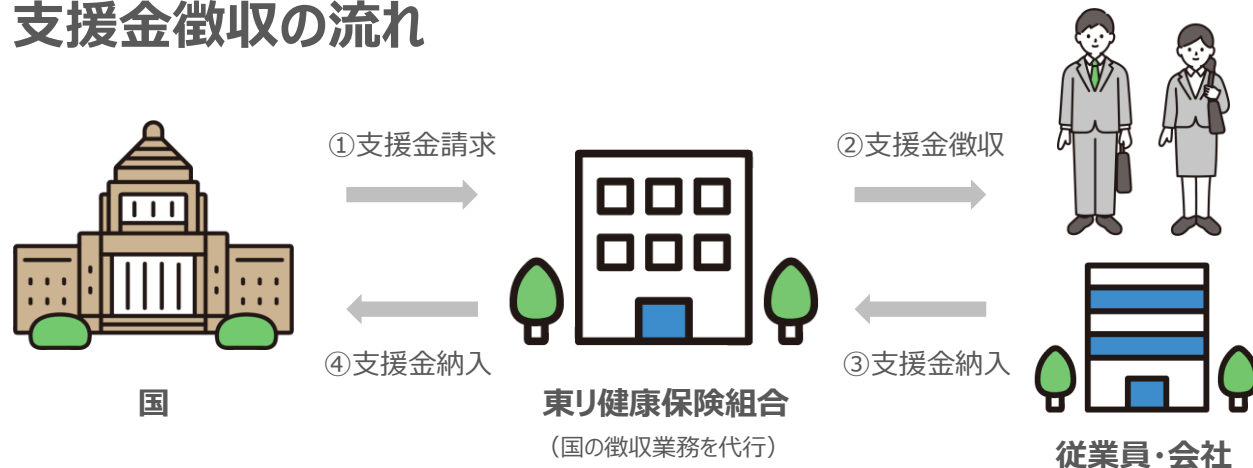 支援金徴収の流れ
①支援金請求
②支援金徴収
④支援金納入
③支援金納入
国
東リ健康保険組合
（国の徴収業務を代行）
従業員・会社